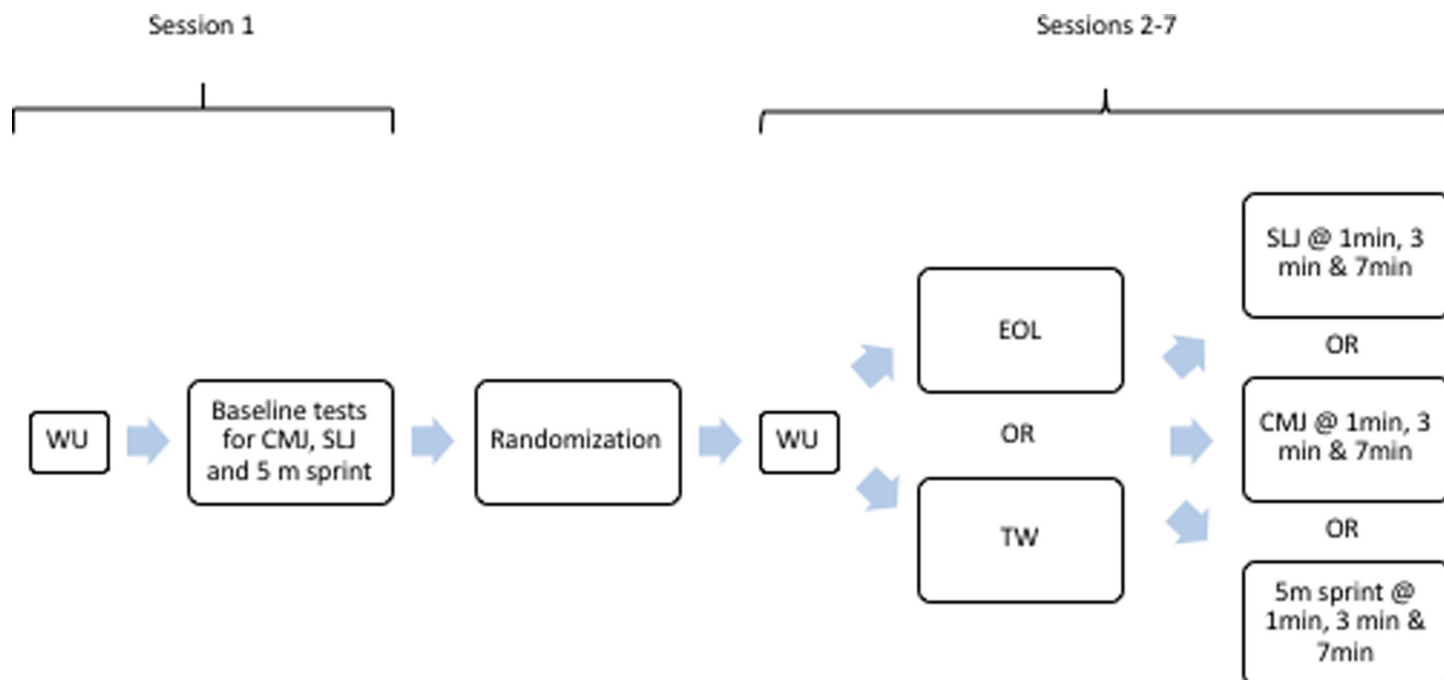 Session 1
Sessions 2-7
WU
Baseline tests
for CMJ, SLJ
and 5 m sprint
Randomization
WU
EOL
OR
TW
SLJ @ 1min, 3
min & 7min
OR
CMJ @ 1min, 3
min & 7min
OR
5m sprint @
1min, 3 min &
7min